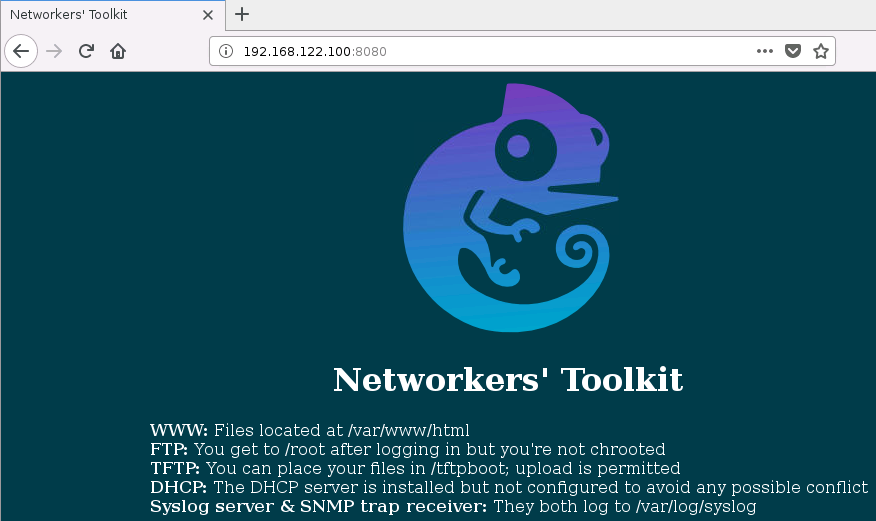 Networkers' Toolkit
192.168.122.100:8080
Networkers' Toolkit
WWW: Files located at /var/www/html
FTP: You get to /root after logging in but you're not chrooted
TFTP: You can place your files in /tftpboot; upload is permitted
DHCP: The DHCP server is installed but not configured to avoid any possible conflict
Syslog server & SNMP trap receiver: They both log to /var/log/syslog